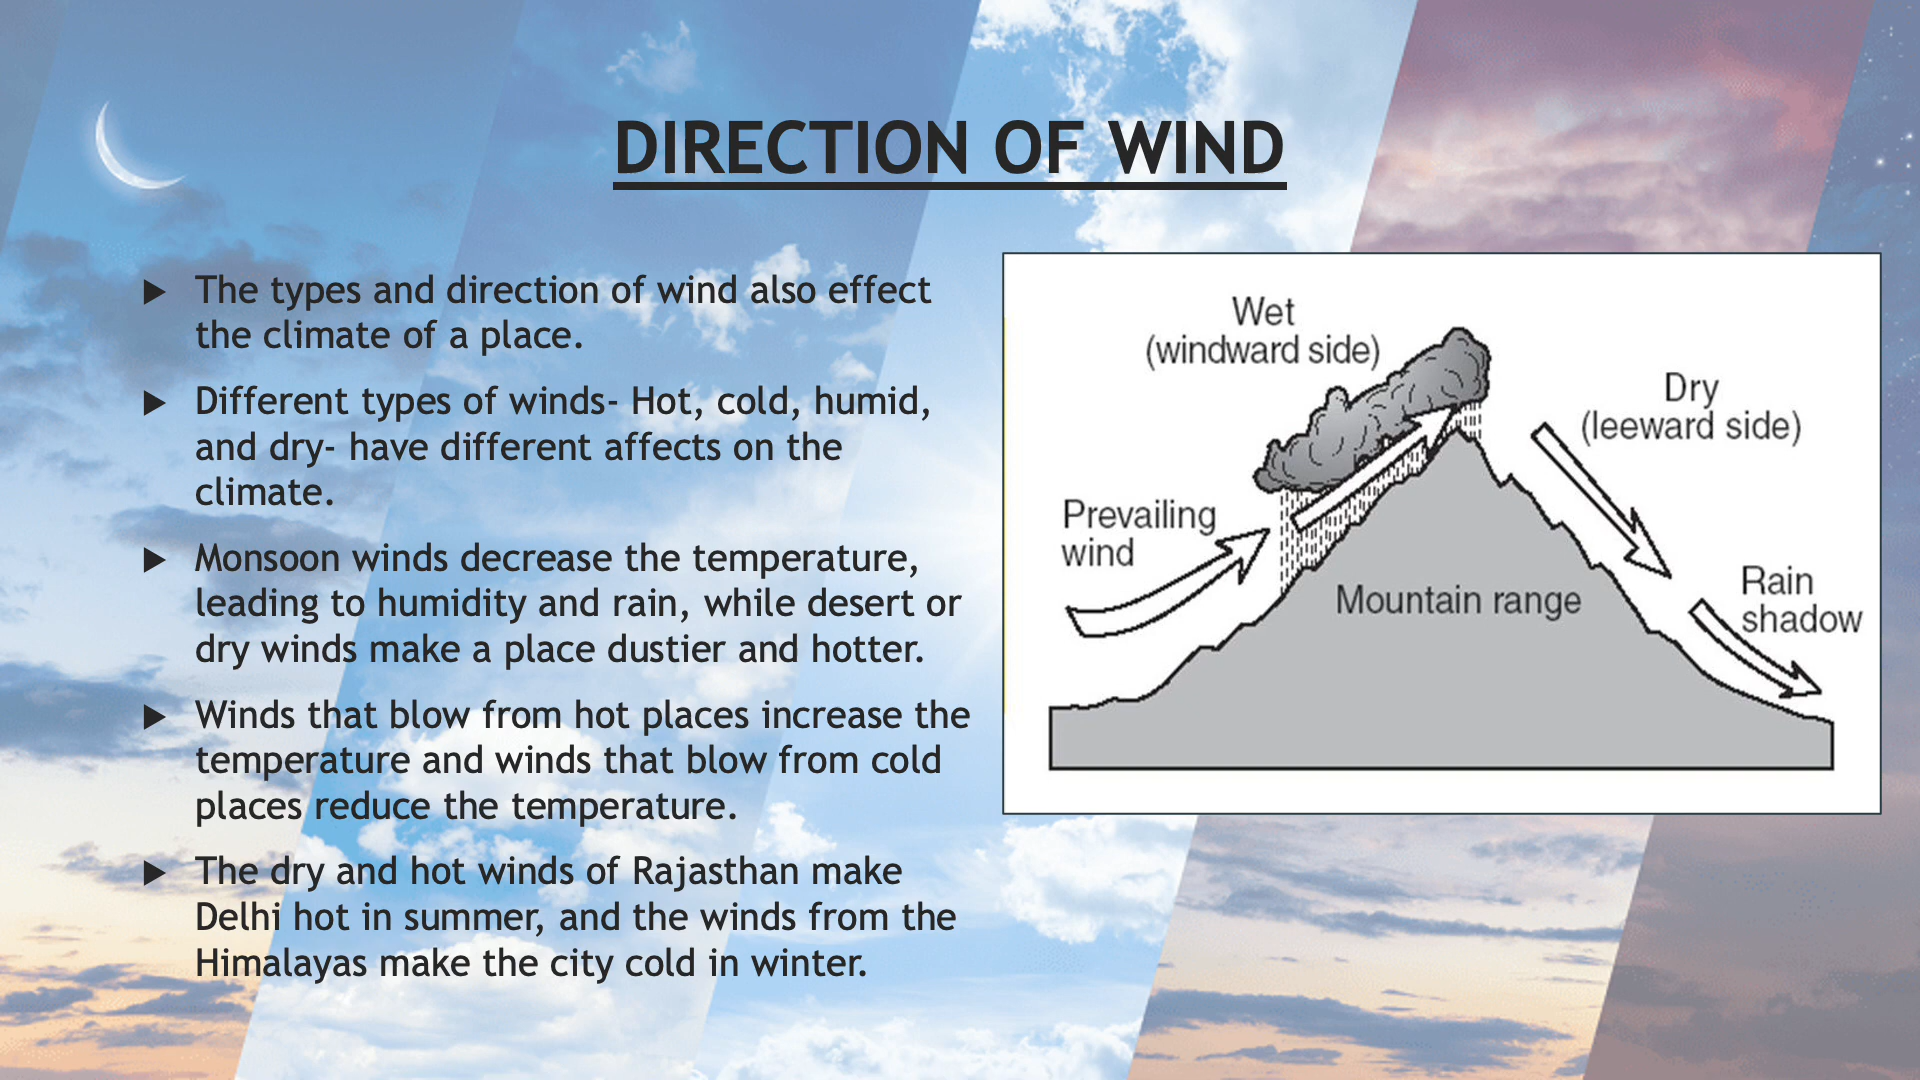 DIRECTION OF WIND
The types and direction of wind also effect
the climate of a place.
Different types of winds- Hot, cold, humid,
and dry- have different affects on the
climate.
Monsoon winds decrease the temperature,
leading to humidity and rain, while desert or
dry winds make a place dustier and hotter.
Winds that blow from hot places increase the
temperature and winds that blow from cold
places reduce the temperature.
The dry and hot winds of Rajasthan make
Delhi hot in summer, and the winds from the
Himalayas make the city cold in winter.
Wet
(windward side)
Dry
(leeward side)
Prevailing
wind
Mountain range
Rain
shadow